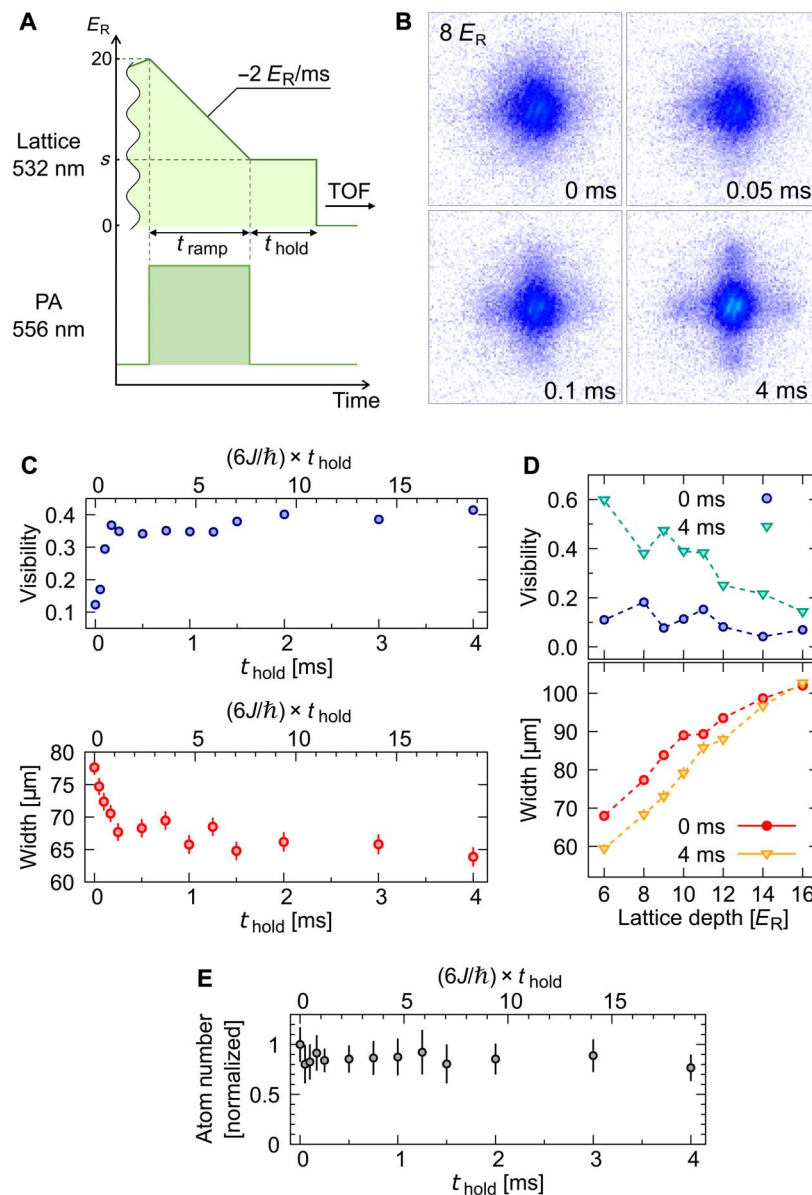 A
E_R
20
−2 E_R/ms
Lattice
532 nm
s
TOF
0
t_ramp
t_hold
PA
556 nm
Time
B
8 E_R
0 ms
0.05 ms
0.1 ms
4 ms
C
(6J/ℏ) × t_hold
0 5 10 15
0.4
0.3
0.2
0.1
Visibility
0 1 2 3 4
t_hold [ms]
(6J/ℏ) × t_hold
0 5 10 15
80
75
70
65
60
Width [µm]
0 1 2 3 4
t_hold [ms]
D
0.6
0.4
0.2
0.0
Visibility
0 ms
4 ms
100
90
80
70
60
Width [µm]
0 ms
4 ms
6 8 10 12 14 16
Lattice depth [E_R]
E
(6J/ℏ) × t_hold
0 5 10 15
1
0.5
0
Atom number
[normalized]
0 1 2 3 4
t_hold [ms]